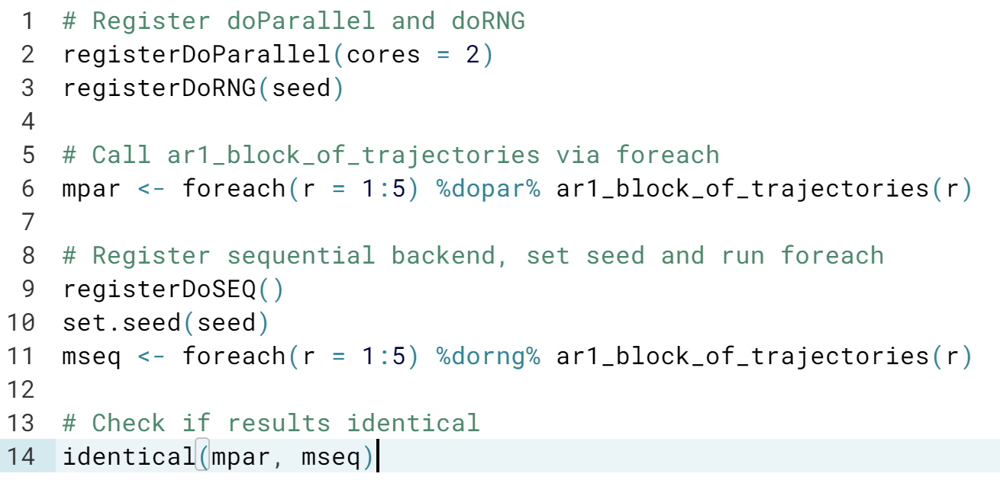 1 # Register doParallel and doRNG
2 registerDoParallel(cores = 2)
3 registerDoRNG(seed)
4
5 # Call ar1_block_of_trajectories via foreach
6 mpar <- foreach(r = 1:5) %dopar% ar1_block_of_trajectories(r)
7
8 # Register sequential backend, set seed and run foreach
9 registerDoSEQ()
10 set.seed(seed)
11 mseq <- foreach(r = 1:5) %dorng% ar1_block_of_trajectories(r)
12
13 # Check if results identical
14 identical(mpar, mseq)